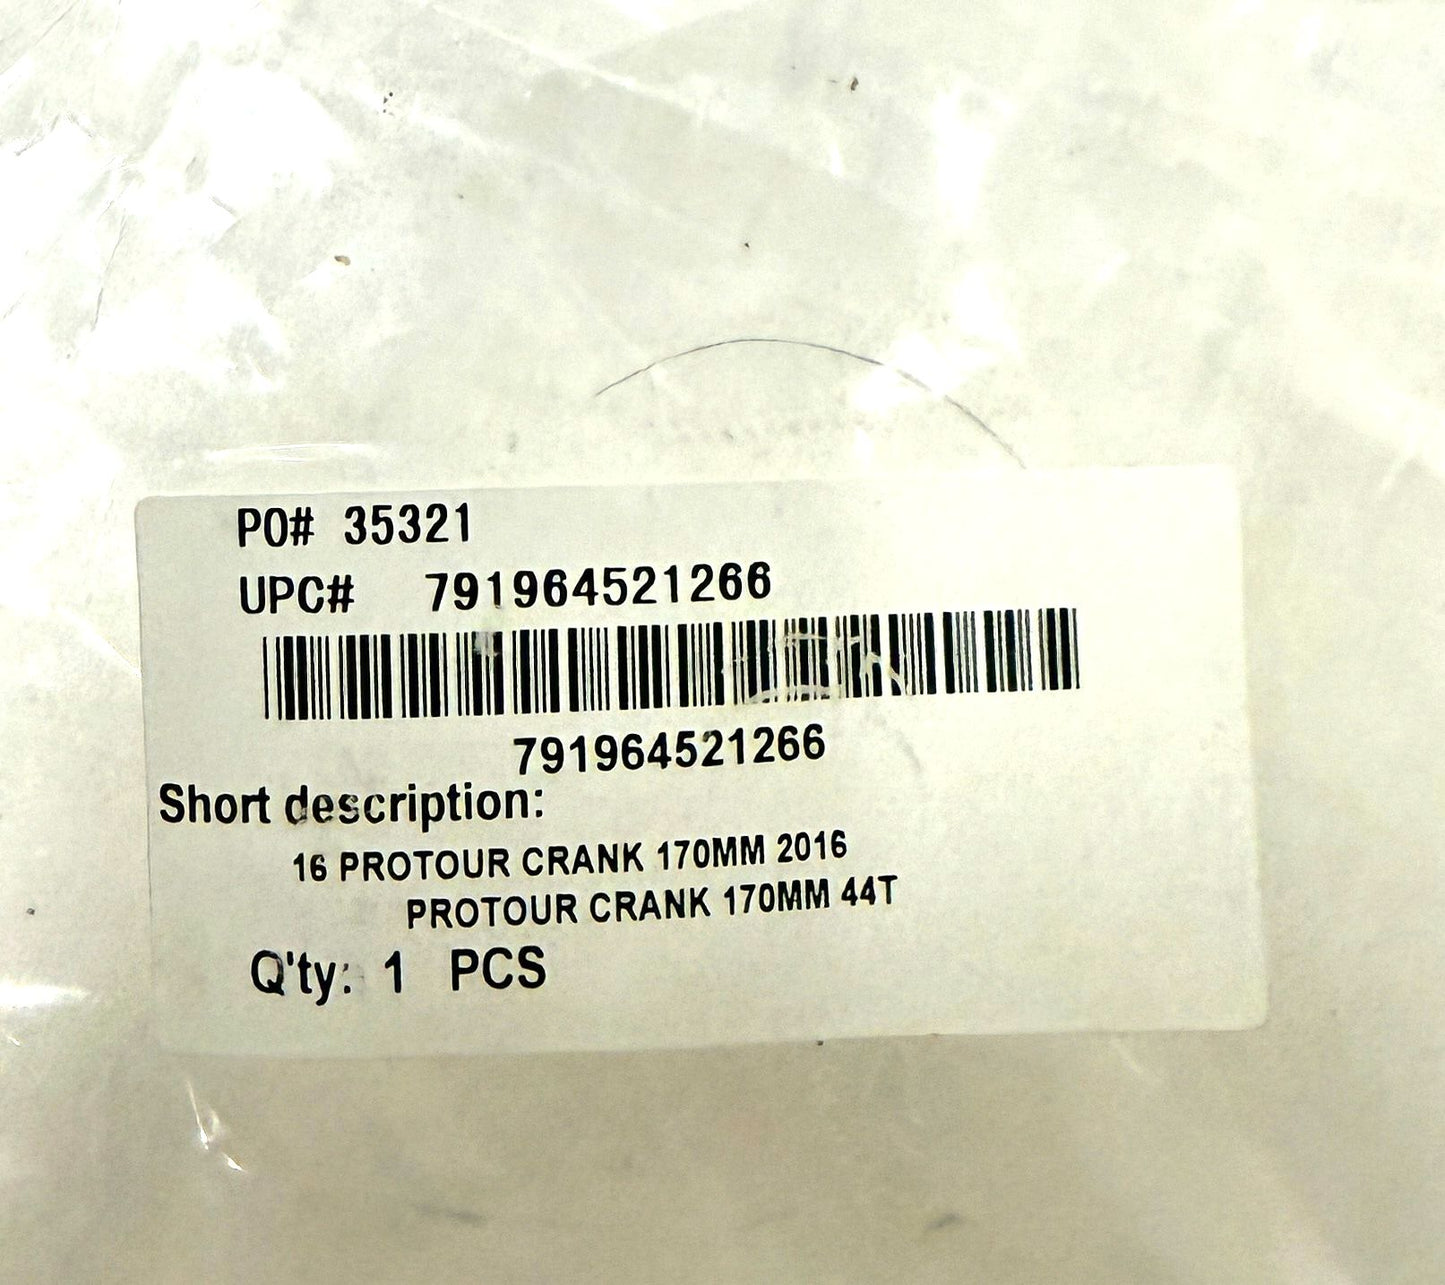 PO# 35321
UPC# 791964521266
791964521266
Short description:
16 PROTOUR CRANK 170MM 2016
PROTOUR CRANK 170MM 44T
Q'ty: 1 PCS